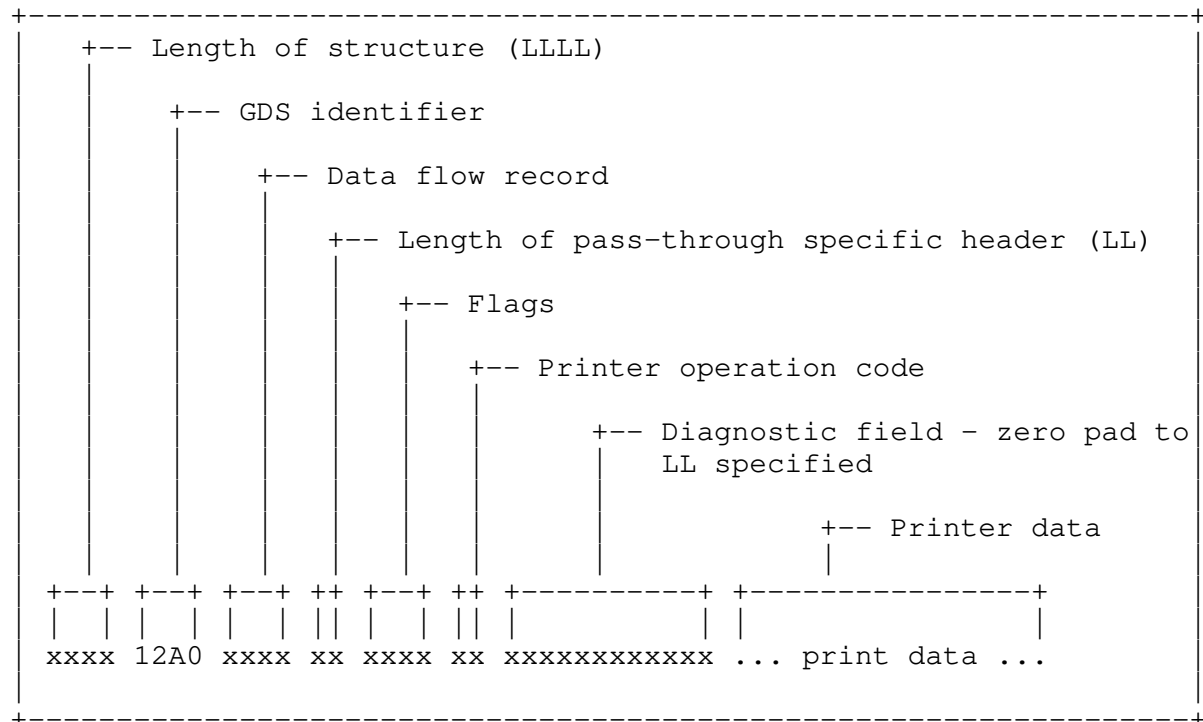 Length of structure (LLLL)
GDS identifier
Data flow record
Length of pass-through specific header (LL)
Flags
Printer operation code
Diagnostic field - zero pad to
LL specified
Printer data
xxxx 12A0 xxxx xx xxxx xx xxxxxxxxxxxx ... print data ...